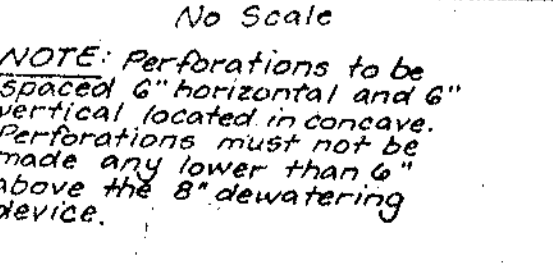 No Scale
NOTE: Perforations to be
spaced 6" horizontal and 6"
vertical located in concave.
Perforations must not be
made any lower than 6"
above the 8" dewatering
device.